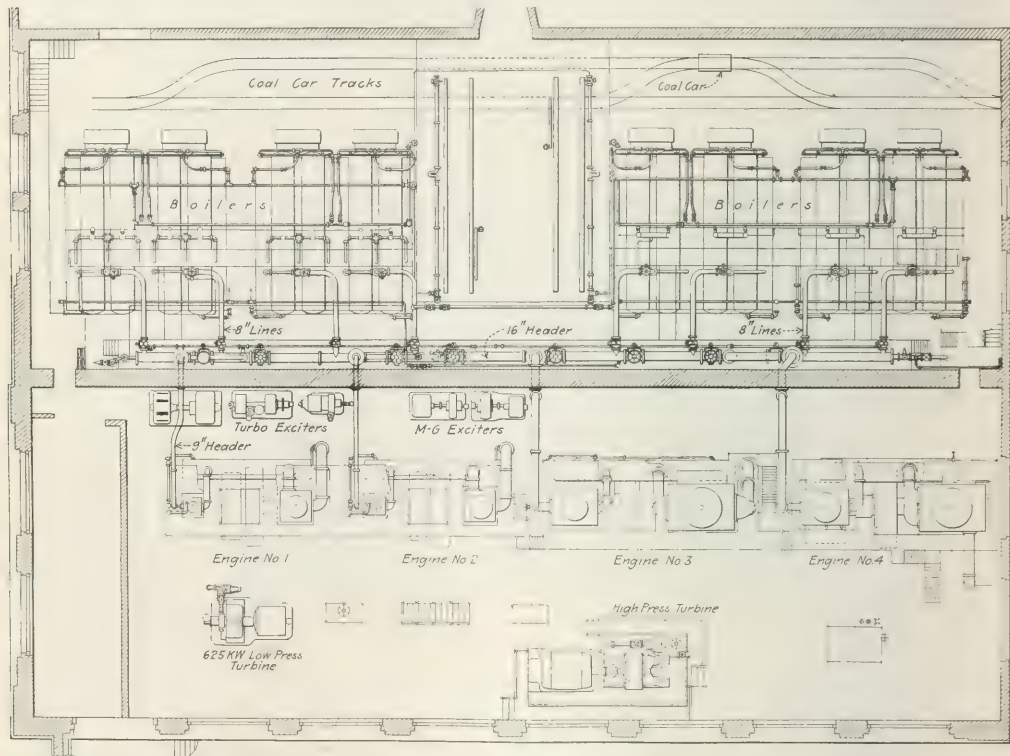 Coal Car Tracks
Coal Car
Boilers
Boilers
8" Lines
16" Header
8" Lines
Turbo Exciters
M-G Exciters
9" Header
Engine No 1
Engine No 2
Engine No 3
Engine No. 4
High Press Turbine
625 KW Low Press
Turbine